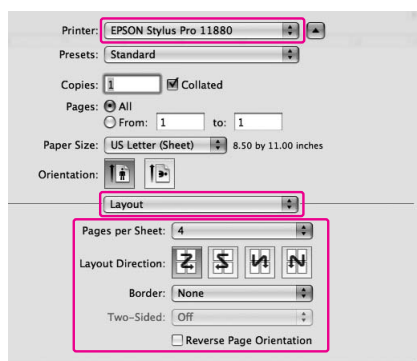 Printer: EPSON Stylus Pro 11880
Presets: Standard
Copies: 1 Collated
Pages: All
From: 1 to: 1
Paper Size: US Letter (Sheet) 8.50 by 11.00 inches
Orientation:
Layout
Pages per Sheet: 4
Layout Direction:
Border: None
Two-Sided: Off
Reverse Page Orientation